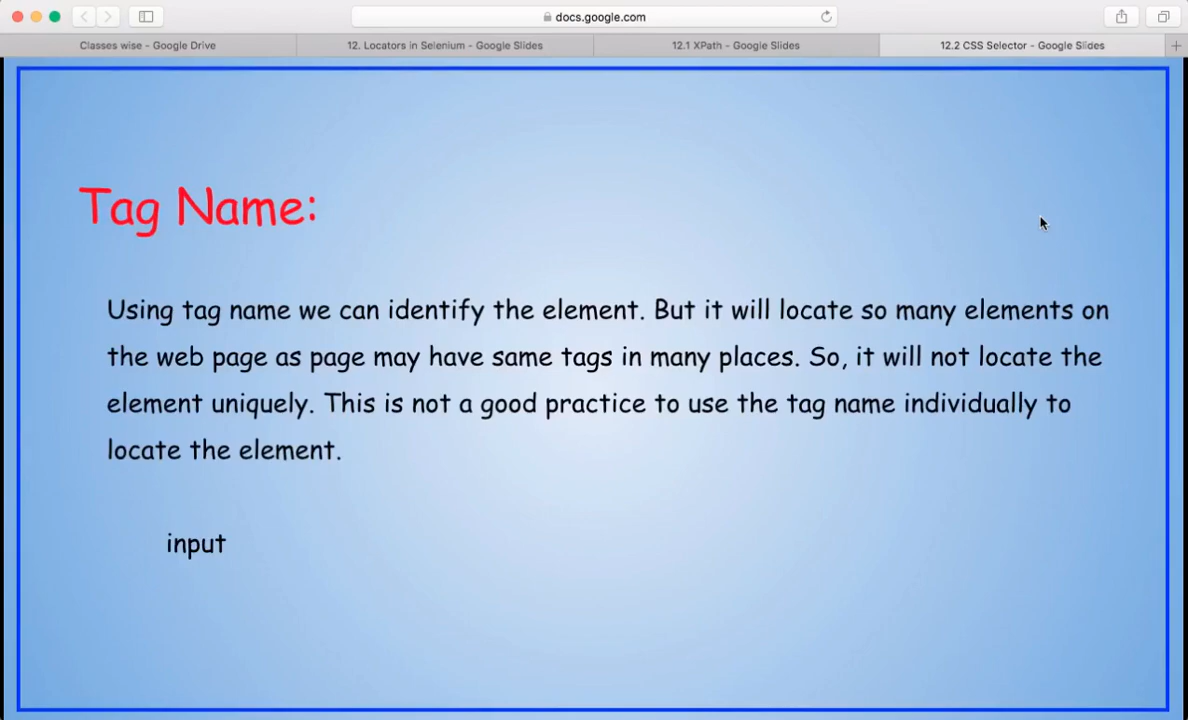 docs.google.com
Classes wise - Google Drive
12. Locators in Selenium - Google Slides
12.1 XPath - Google Slides
12.2 CSS Selector - Google Slides
Tag Name:
Using tag name we can identify the element. But it will locate so many elements on
the web page as page may have same tags in many places. So, it will not locate the
element uniquely. This is not a good practice to use the tag name individually to
locate the element.
input